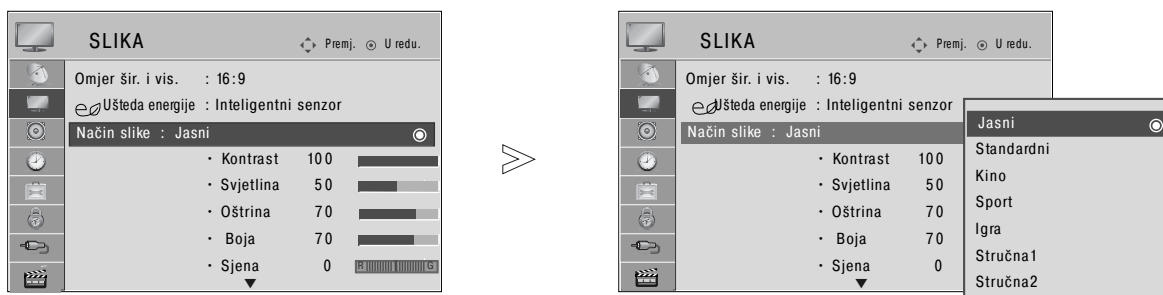 SLIKA
Premj. U redu.
Omjer šir. i vis. : 16:9
Ušteda energije : Inteligentni senzor
Način slike : Jasni
• Kontrast 100
• Svjetlina 50
• Oštrina 70
• Boja 70
• Sjena 0 R G
SLIKA
Premj. U redu.
Omjer šir. i vis. : 16:9
Ušteda energije : Inteligentni senzor
Način slike : Jasni
• Kontrast 100
• Svjetlina 50
• Oštrina 70
• Boja 70
• Sjena 0
Jasni
Standardni
Kino
Sport
Igra
Stručna1
Stručna2